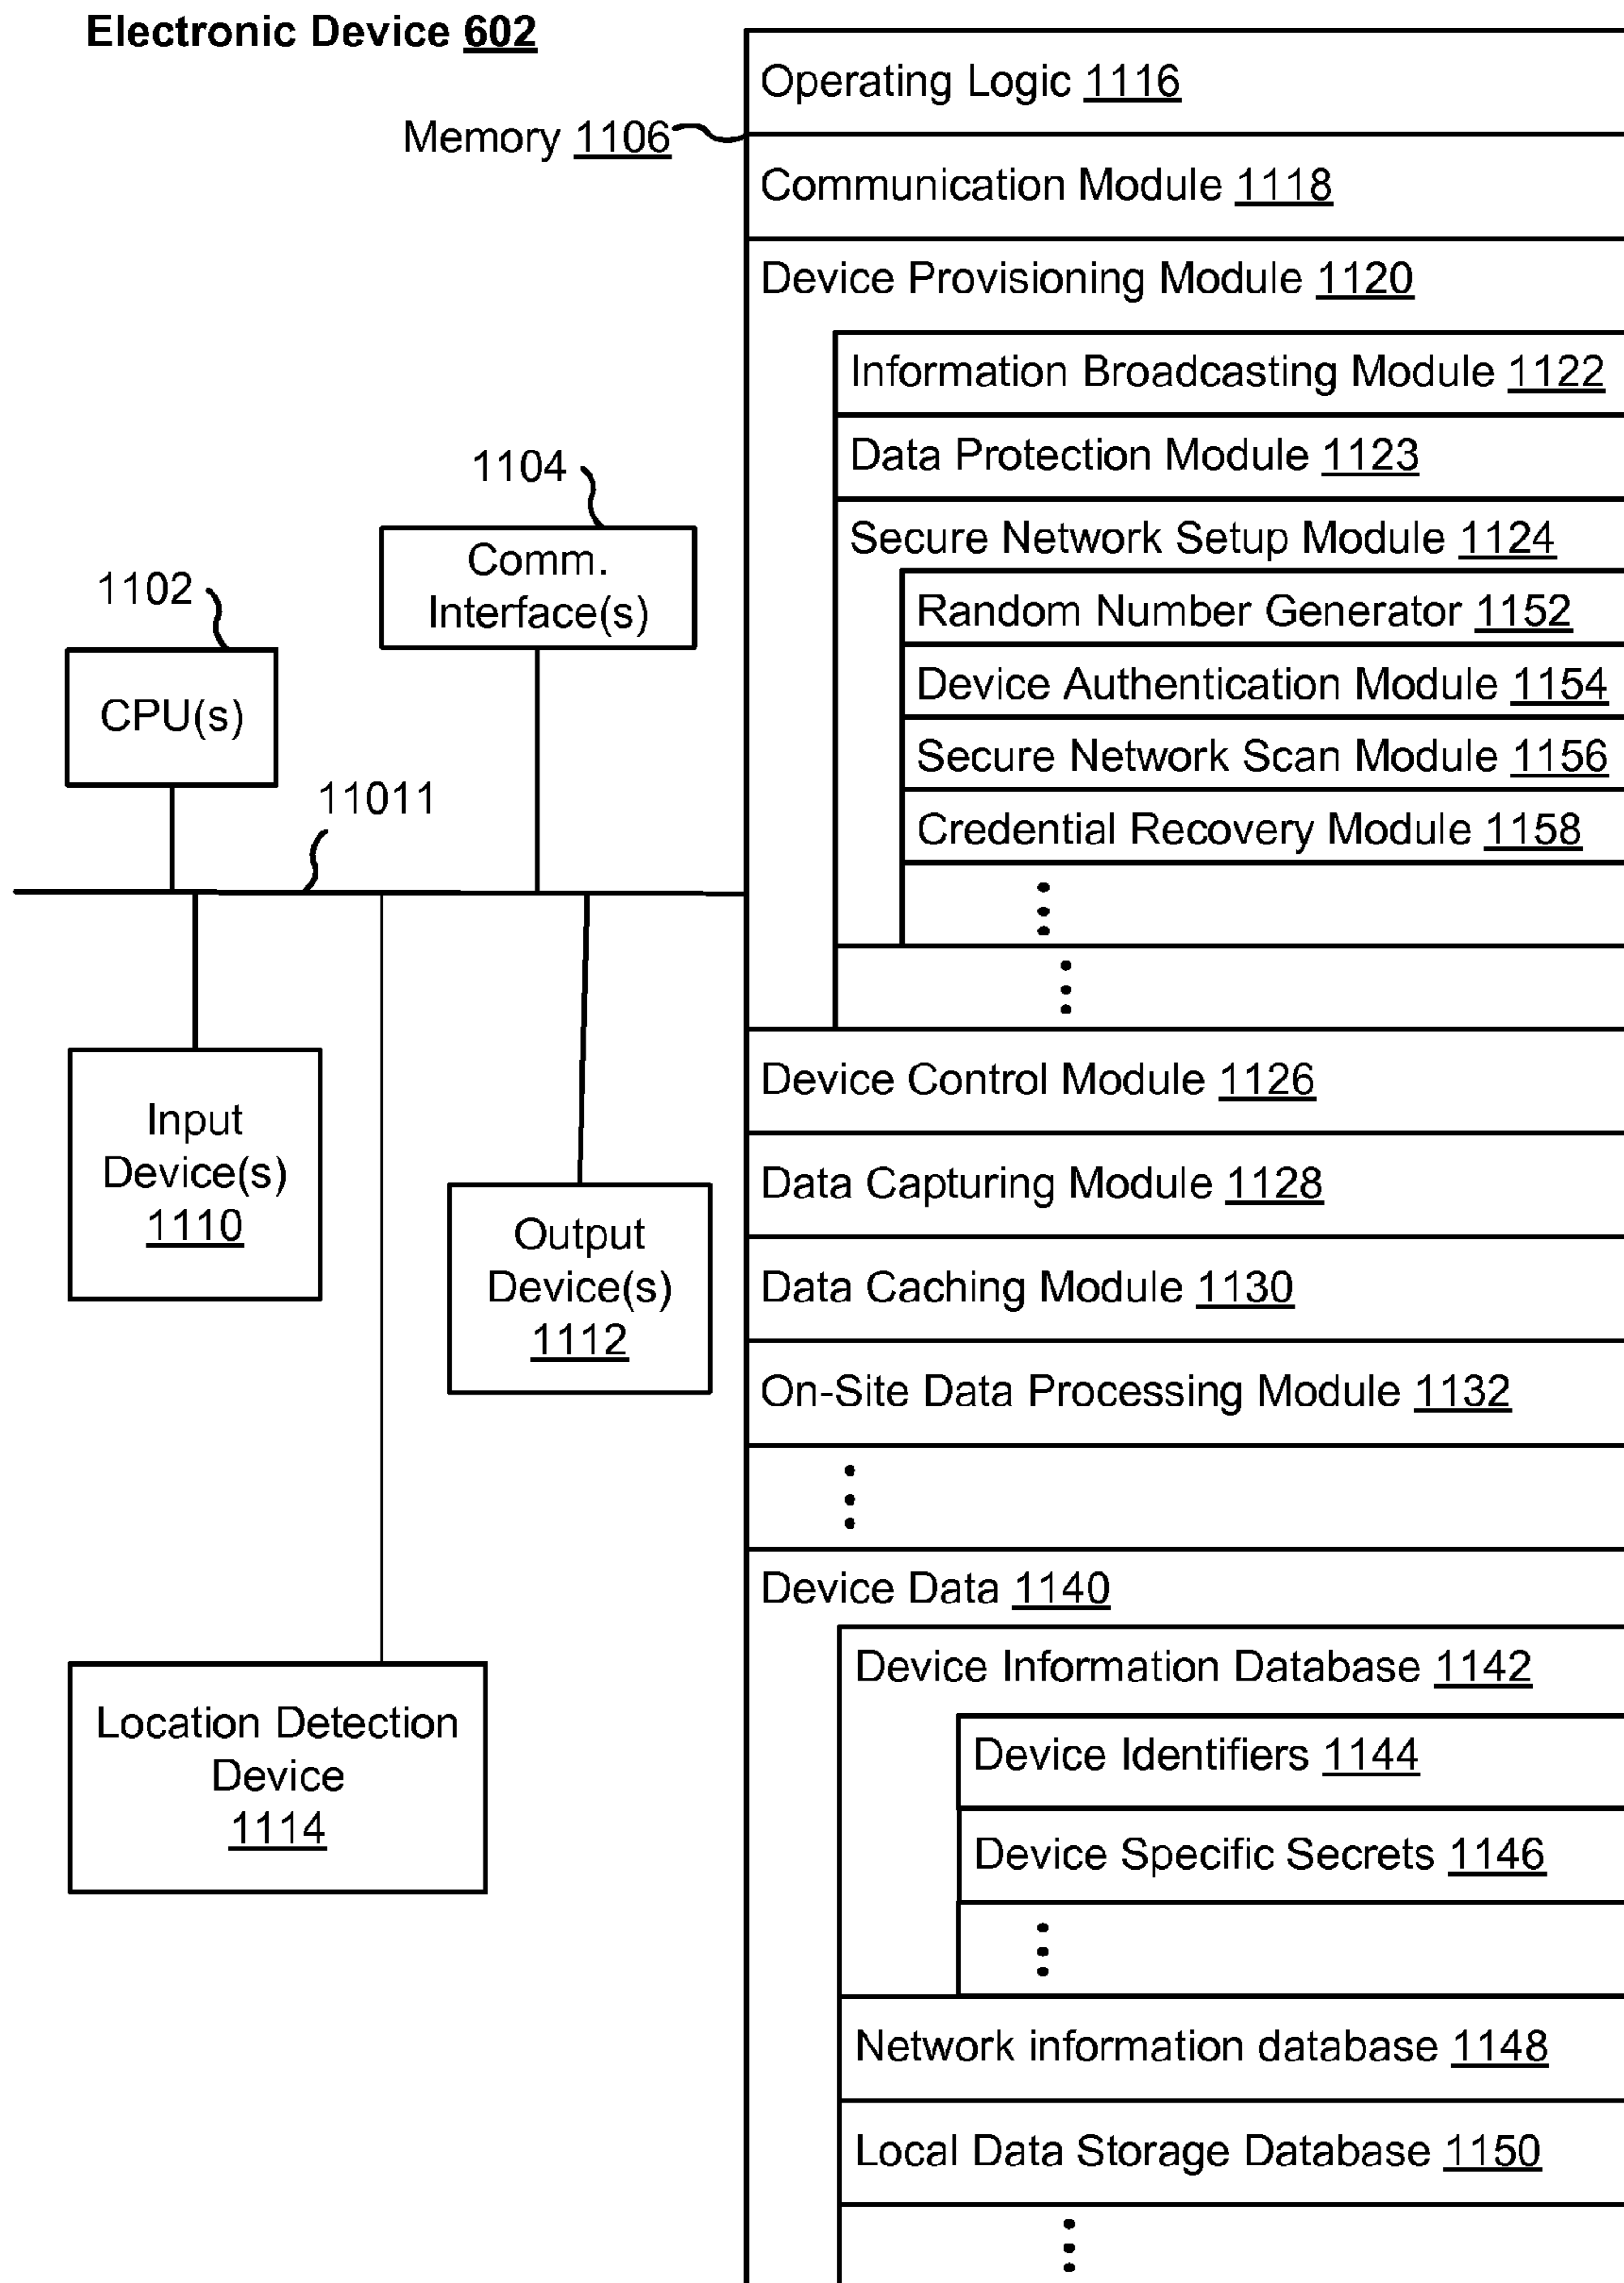 Electronic Device 602
Operating Logic 1116
Memory 1106
Communication Module 1118
Device Provisioning Module 1120
Information Broadcasting Module 1122
Data Protection Module 1123
Secure Network Setup Module 1124
Random Number Generator 1152
Device Authentication Module 1154
Secure Network Scan Module 1156
Credential Recovery Module 1158
1104
Comm.
Interface(s)
1102
CPU(s)
11011
Input
Device(s)
1110
Output
Device(s)
1112
Location Detection
Device
1114
Device Control Module 1126
Data Capturing Module 1128
Data Caching Module 1130
On-Site Data Processing Module 1132
Device Data 1140
Device Information Database 1142
Device Identifiers 1144
Device Specific Secrets 1146
Network information database 1148
Local Data Storage Database 1150